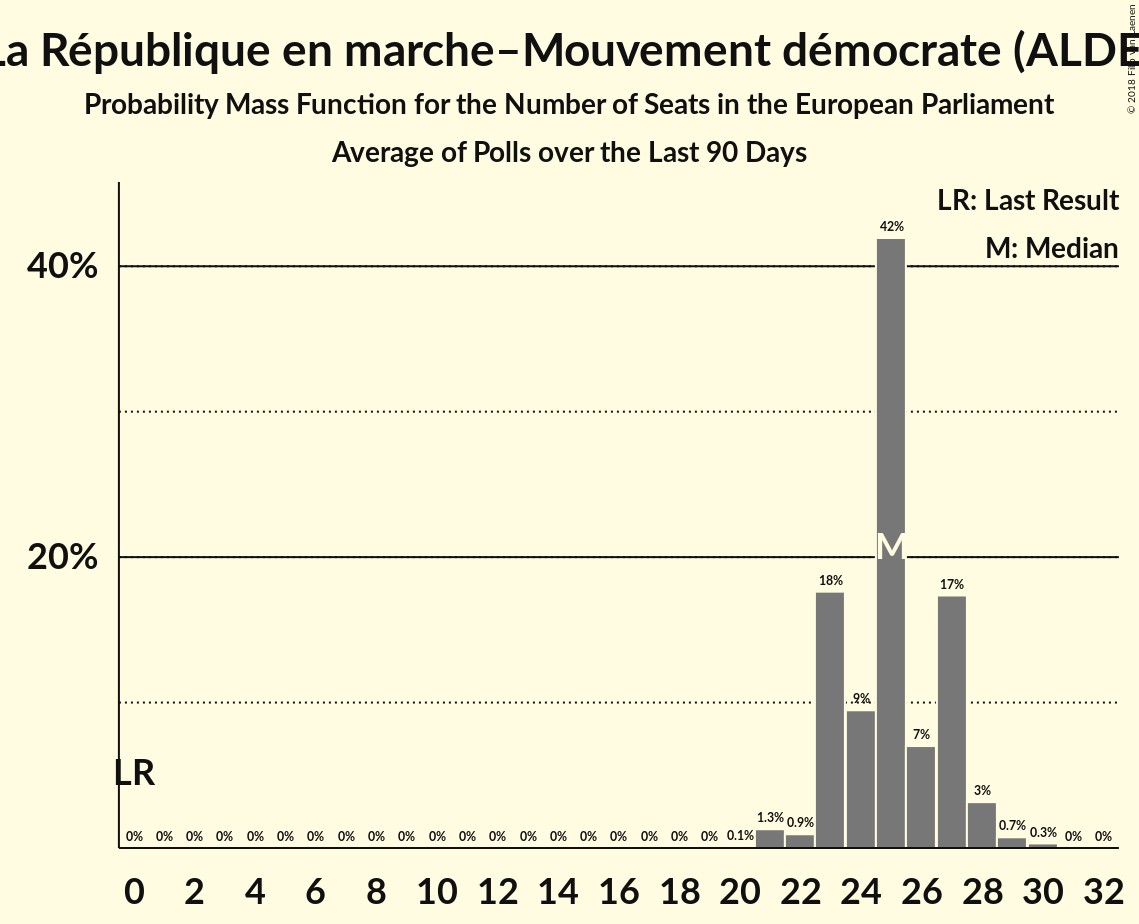 La République en marche–Mouvement démocrate (ALDE
Probability Mass Function for the Number of Seats in the European Parliament
Average of Polls over the Last 90 Days
© 2018 Filip
LR: Last Result
M: Median
42%
40%
M
20%
18%
17%
9%
7%
LR
3%
0% 0% 0% 0% 0% 0% 0% 0% 0% 0% 0% 0% 0% 0% 0% 0% 0% 0% 0% 0% 0.1% 1.3% 0.9% 0.7% 0.3% 0% 0%
0 2 4 6 8 10 12 14 16 18 20 22 24 26 28 30 32